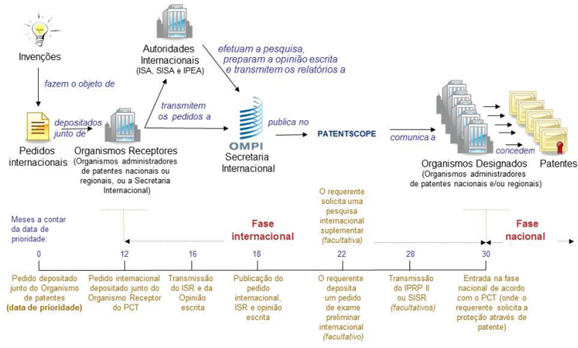 Invenções
Autoridades
Internacionais
(ISA, SISA e IPEA)
efetuam a pesquisa,
preparam a opinião escrita
e transmitem os relatórios a
fazem o objeto de
depositados
junto de
transmitem
os pedidos a
publica no
PATENTSCOPE
comunica a
concedem
Pedidos
internacionais
Organismos Receptores
(Organismos administradores
de patentes nacionais ou
regionais, ou a Secretaria
Internacional)
OMPI
Secretaria
Internacional
Organismos Designados
(Organismos administradores
de patentes nacionais e/ou regionais)
Patentes
O requerente
solicita uma
pesquisa
internacional
suplementar
(facultativa)
Meses a contar
da data de
prioridade:
Fase
internacional
Fase
nacional
0
12
16
18
22
28
30
Pedido depositado
junto do Organismo
de patentes
(data de prioridade)
Pedido internacional
depositado junto do
Organismo Receptor
do PCT
Transmissão
do ISR e da
Opinião
escrita
Publicação do
pedido
internacional,
ISR e opinião
escrita
O requerente
deposita
um pedido
de exame
preliminar
internacional
(facultativo)
Transmissão
do IPRP II
ou SISR
(facultativos)
Entrada na fase
nacional de acordo
com o PCT (onde o
requerente solicita a
proteção através de
patente)